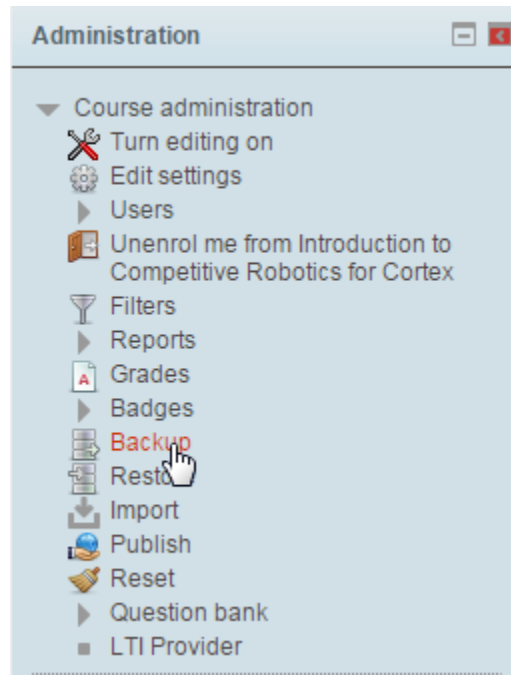 Administration
Course administration
Turn editing on
Edit settings
Users
Unenrol me from Introduction to
Competitive Robotics for Cortex
Filters
Reports
A Grades
Badges
Backup
Import
Publish
Reset
Question bank
LTI Provider